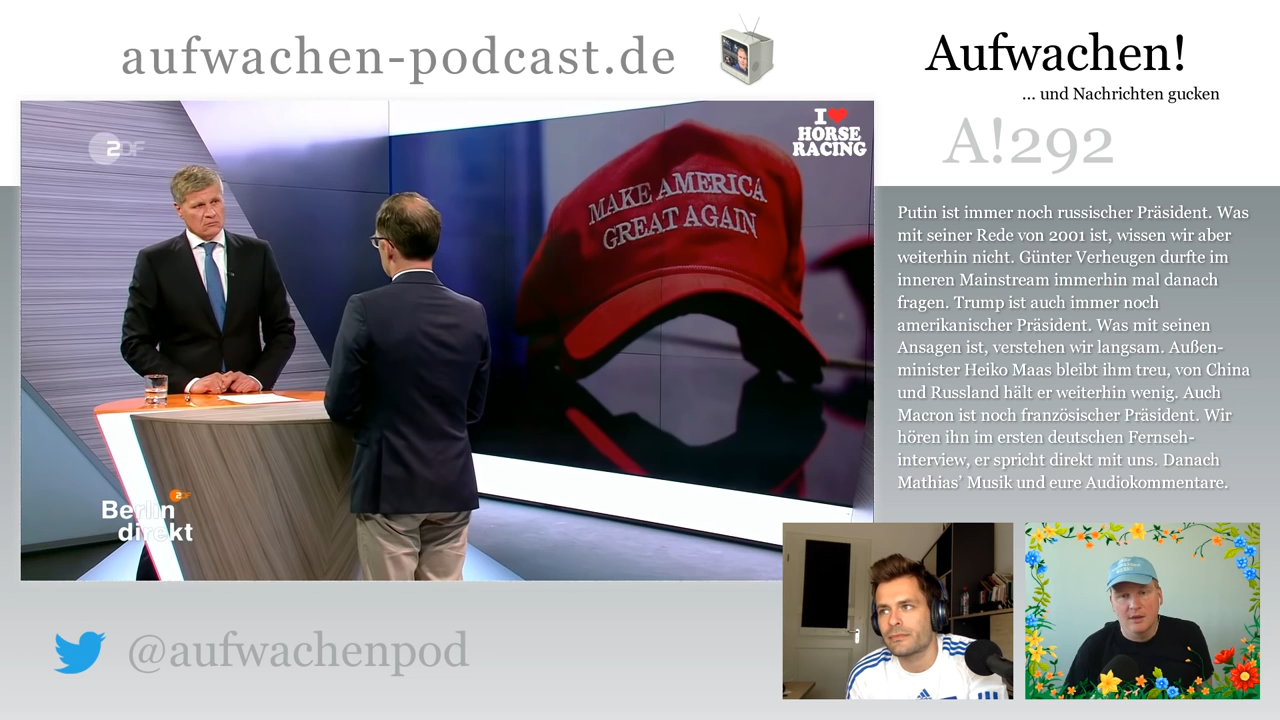 aufwachen-podcast.de
Aufwachen!
... und Nachrichten gucken
A!292
ZDF
I
HORSE
RACING
MAKE AMERICA
GREAT AGAIN
Putin ist immer noch russischer Präsident. Was
mit seiner Rede von 2001 ist, wissen wir aber
weiterhin nicht. Günter Verheugen durfte im
inneren Mainstream immerhin mal danach
fragen. Trump ist auch immer noch
amerikanischer Präsident. Was mit seinen
Ansagen ist, verstehen wir langsam. Außen-
minister Heiko Maas bleibt ihm treu, von China
und Russland hält er weiterhin wenig. Auch
Macron ist noch französischer Präsident. Wir
hören ihn im ersten deutschen Fernseh-
interview, er spricht direkt mit uns. Danach
Mathias’ Musik und eure Audiokommentare.
ZDF
Berlin
direkt
@aufwachenpod